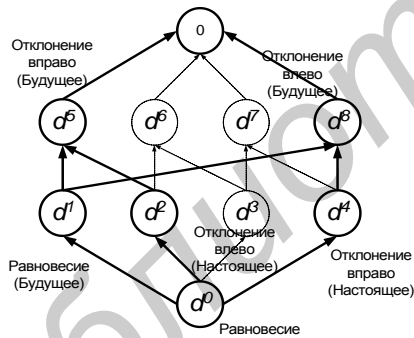 0
Отклонение
вправо
(Будущее)
Отклонение
влево
(Будущее)
d⁵
d⁶
d⁷
d⁸
d¹
d²
d³
d⁴
Равновесие
(Будущее)
Отклонение
влево
(Настоящее)
Отклонение
вправо
(Настоящее)
d⁰
Равновесие